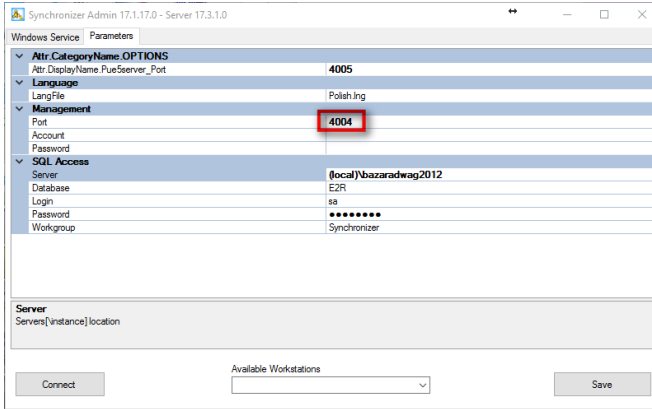 Synchronizer Admin 17.1.17.0 - Server 17.3.1.0
Windows Service Parameters
Attr.CategoryName.OPTIONS
Attr.DisplayName.Pue5server_Port 4005
Language
LangFile Polish.lng
Management
Port 4004
Account
Password
SQL Access
Server (local)\bazaradwag2012
Database E2R
Login sa
Password ●●●●●●●●
Workgroup Synchronizer
Server
Servers[\instance] location
Available Workstations
Connect Save